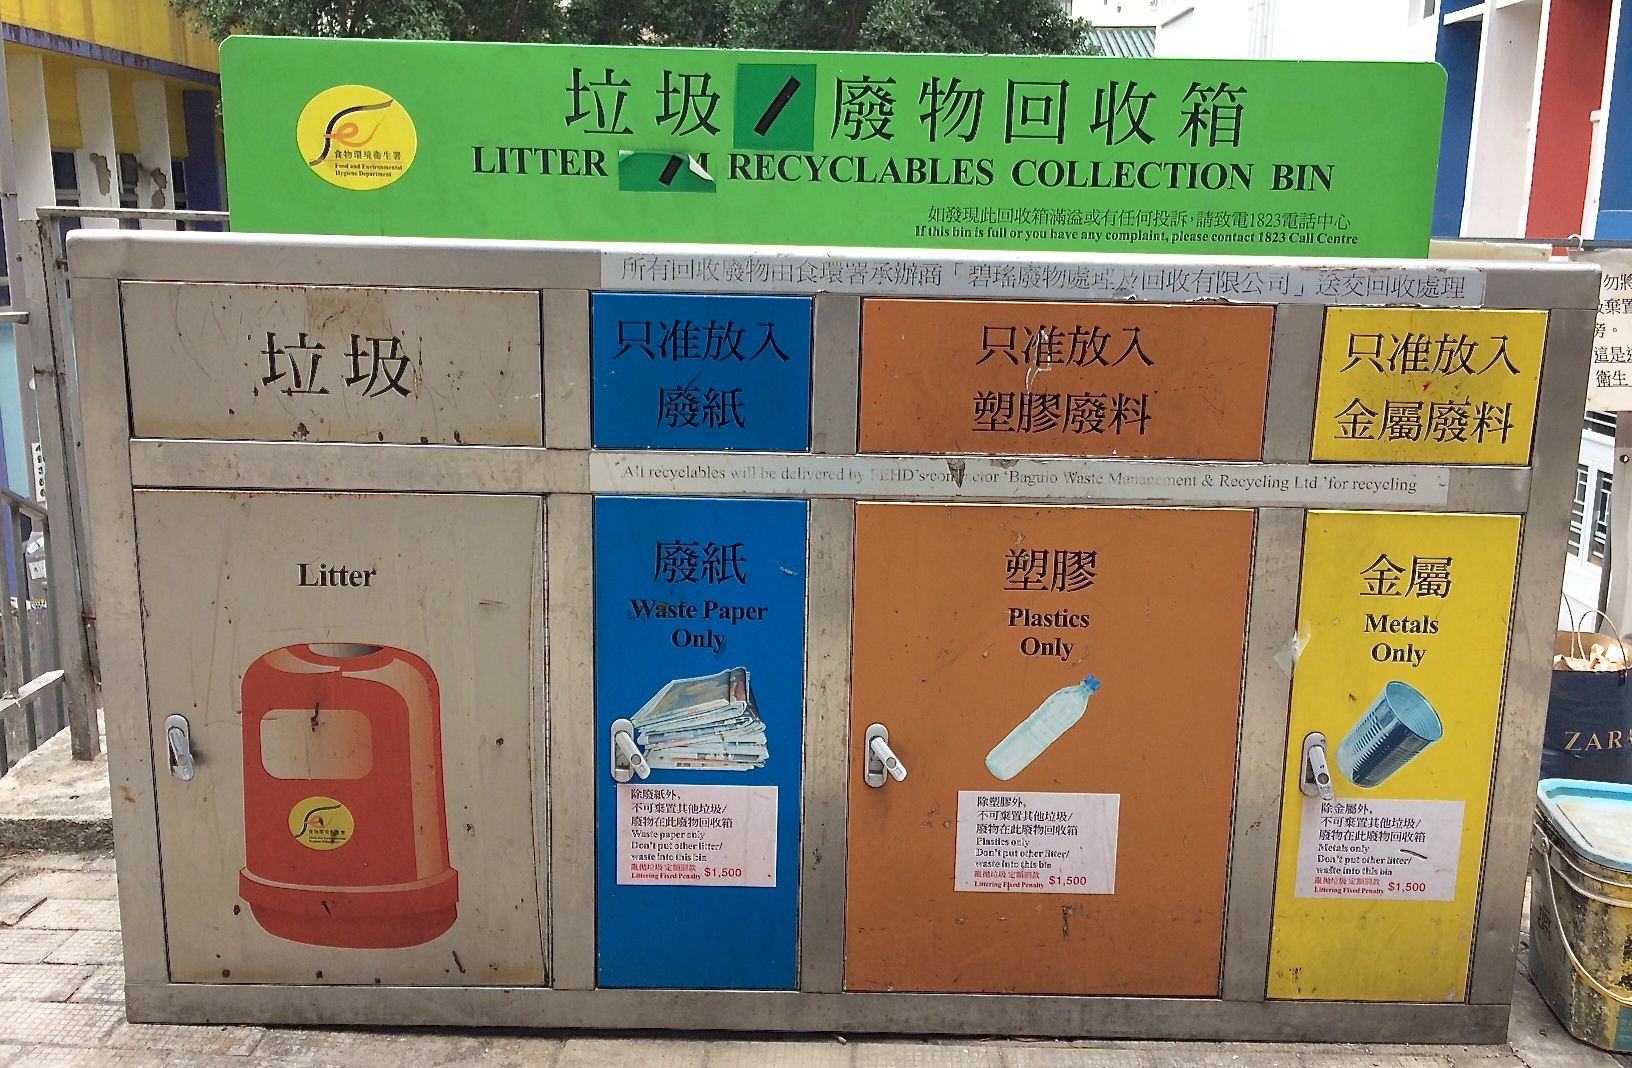 垃圾/廢物回收箱
LITTER / RECYCLABLES COLLECTION BIN
食物環境衞生署
Food and Environmental
Hygiene Department
如發現此回收箱滿溢或有任何投訴，請致電1823電話中心
If this bin is full or you have any complaint, please contact 1823 Call Centre
所有回收廢物由食環署承辦商「碧瑤廢物處理及回收有限公司」送交回收處理
垃圾
只准放入
廢紙
只准放入
塑膠廢料
只准放入
金屬廢料
All recyclables will be delivered by FEHD's contractor 'Baguio Waste Management & Recycling Ltd 'for recycling
Litter
廢紙
Waste Paper
Only
除廢紙外，
不可棄置其他垃圾/
廢物在此廢物回收箱
Waste paper only
Don't put other litter/
waste into this bin
亂拋垃圾 定額罰款
Littering Fixed Penalty $1,500
塑膠
Plastics
Only
除塑膠外，
不可棄置其他垃圾/
廢物在此廢物回收箱
Plastics only
Don't put other litter/
waste into this bin
亂拋垃圾 定額罰款
Littering Fixed Penalty $1,500
金屬
Metals
Only
除金屬外，
不可棄置其他垃圾/
廢物在此廢物回收箱
Metals only
Don't put other litter/
waste into this bin
亂拋垃圾 定額罰款
Littering Fixed Penalty $1,500
勿將
棄置
旁。
這是
衛生
ZARA